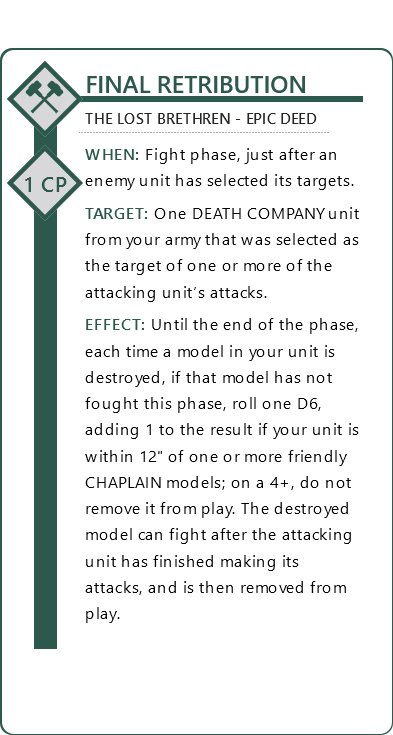 FINAL RETRIBUTION
THE LOST BRETHREN - EPIC DEED
1 CP
WHEN: Fight phase, just after an
enemy unit has selected its targets.
TARGET: One DEATH COMPANY unit
from your army that was selected as
the target of one or more of the
attacking unit's attacks.
EFFECT: Until the end of the phase,
each time a model in your unit is
destroyed, if that model has not
fought this phase, roll one D6,
adding 1 to the result if your unit is
within 12" of one or more friendly
CHAPLAIN models; on a 4+, do not
remove it from play. The destroyed
model can fight after the attacking
unit has finished making its
attacks, and is then removed from
play.